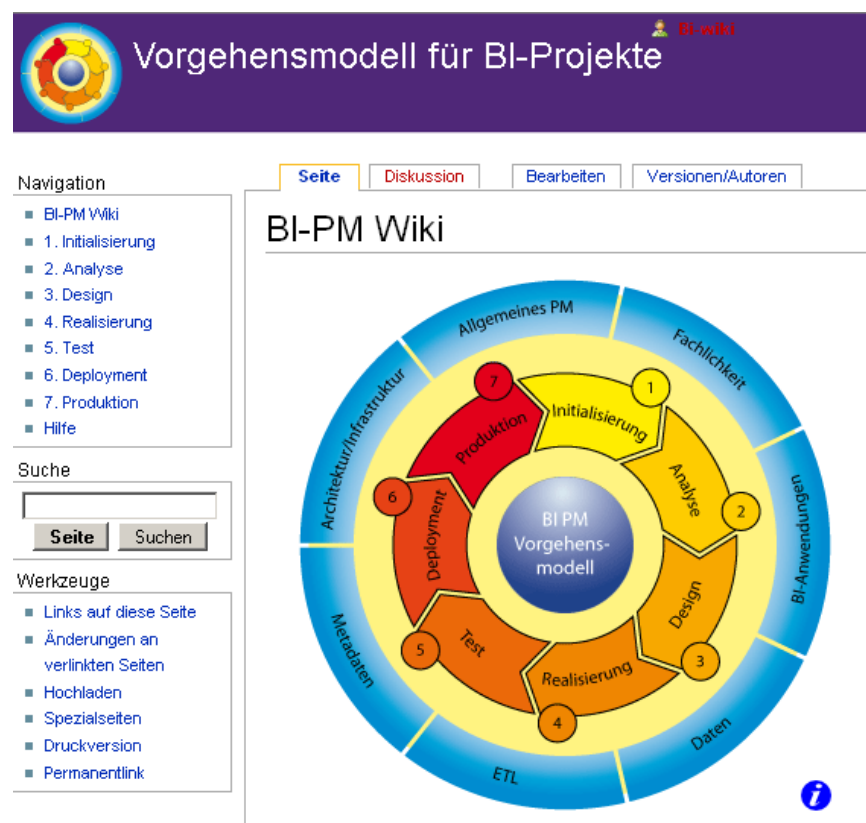 Vorgehensmodell für BI-Projekte
Bi-wiki
Navigation
BI-PM Wiki
1. Initialisierung
2. Analyse
3. Design
4. Realisierung
5. Test
6. Deployment
7. Produktion
Hilfe
Suche
Seite Suchen
Werkzeuge
Links auf diese Seite
Änderungen an
verlinkten Seiten
Hochladen
Spezialseiten
Druckversion
Permanentlink
Seite Diskussion Bearbeiten Versionen/Autoren
BI-PM Wiki
Allgemeines PM
Fachlichkeit
BI-Anwendungen
Daten
ETL
Metadaten
Architektur/Infrastruktur
1
Initialisierung
2
Analyse
3
Design
4
Realisierung
5
Test
6
Deployment
7
Produktion
BI PM
Vorgehens-
modell
i